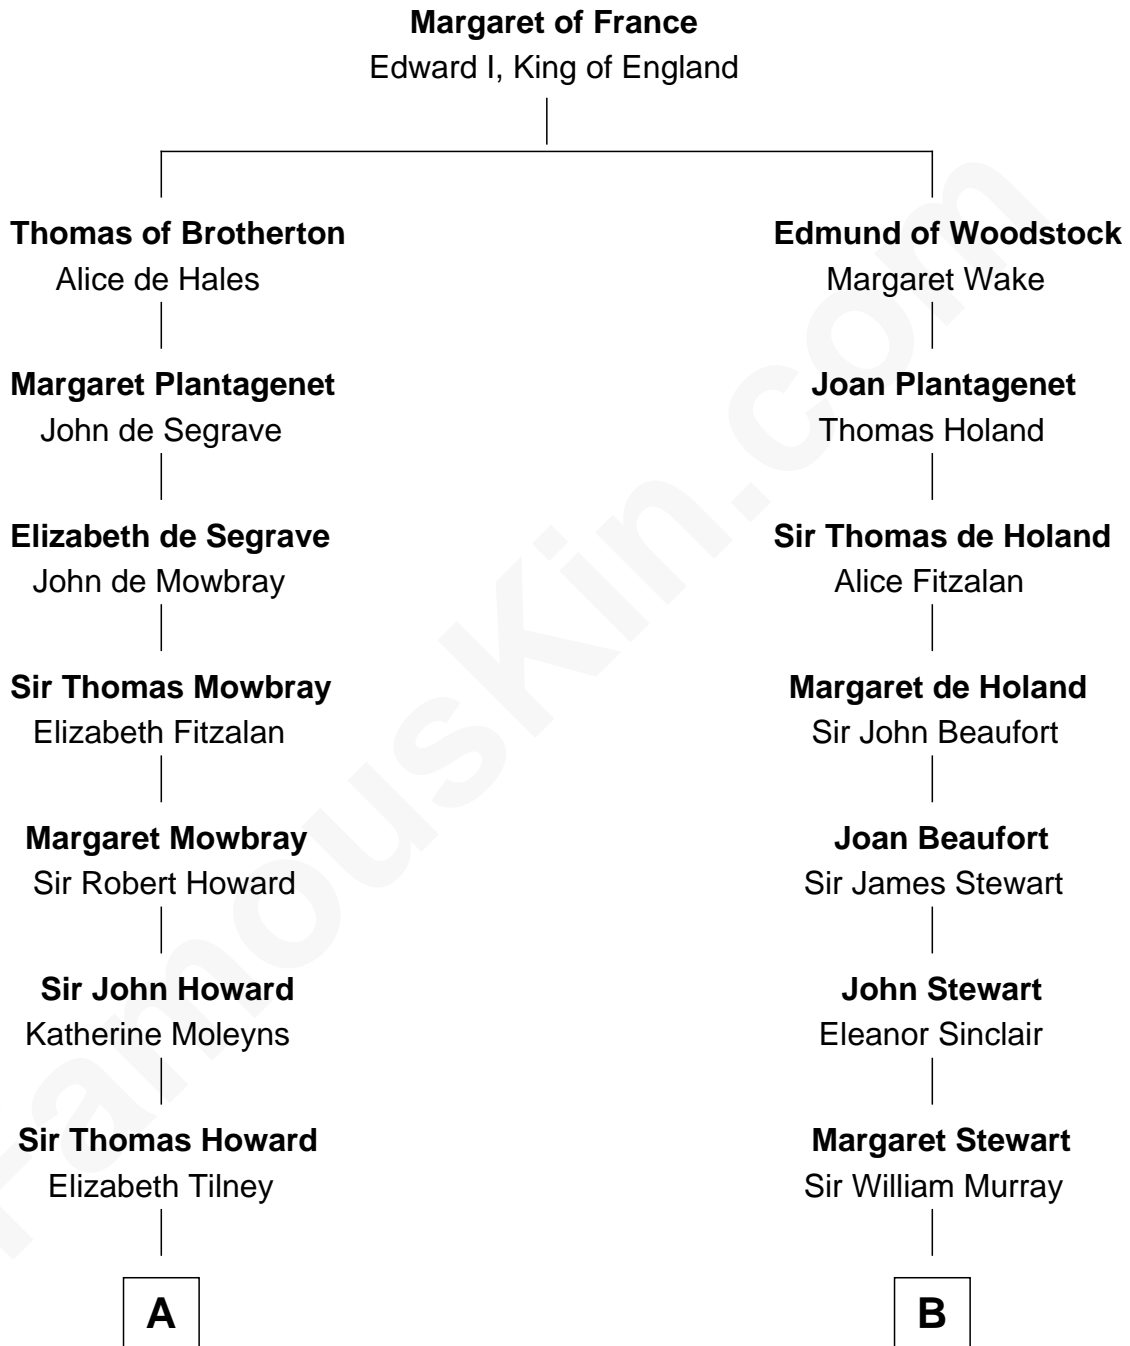 Margaret of France
Edward I, King of England
Thomas of Brotherton
Alice de Hales
Edmund of Woodstock
Margaret Wake
Margaret Plantagenet
John de Segrave
Joan Plantagenet
Thomas Holand
Elizabeth de Segrave
John de Mowbray
Sir Thomas de Holand
Alice Fitzalan
Sir Thomas Mowbray
Elizabeth Fitzalan
Margaret de Holand
Sir John Beaufort
Margaret Mowbray
Sir Robert Howard
Joan Beaufort
Sir James Stewart
Sir John Howard
Katherine Moleyns
John Stewart
Eleanor Sinclair
Sir Thomas Howard
Elizabeth Tilney
Margaret Stewart
Sir William Murray
A
B
FamousKin.com